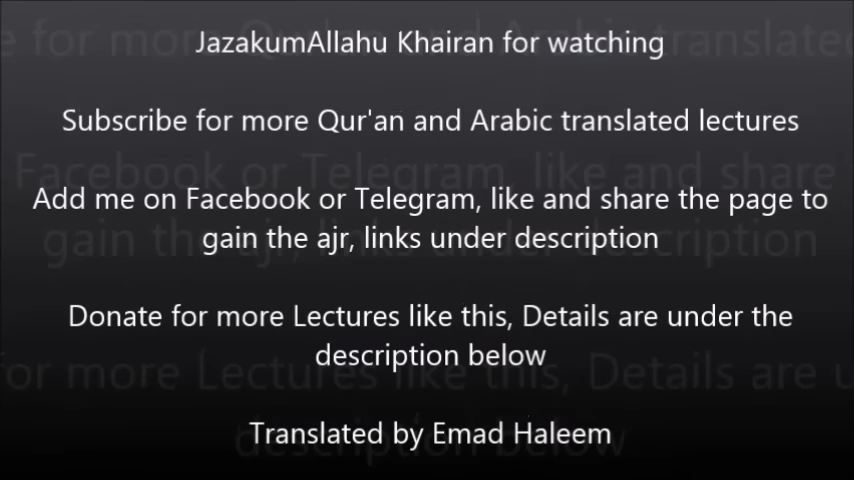 JazakumAllahu Khairan for watching
Subscribe for more Qur'an and Arabic translated lectures
Add me on Facebook or Telegram, like and share the page to
gain the ajr, links under description
Donate for more Lectures like this, Details are under the
description below
Translated by Emad Haleem